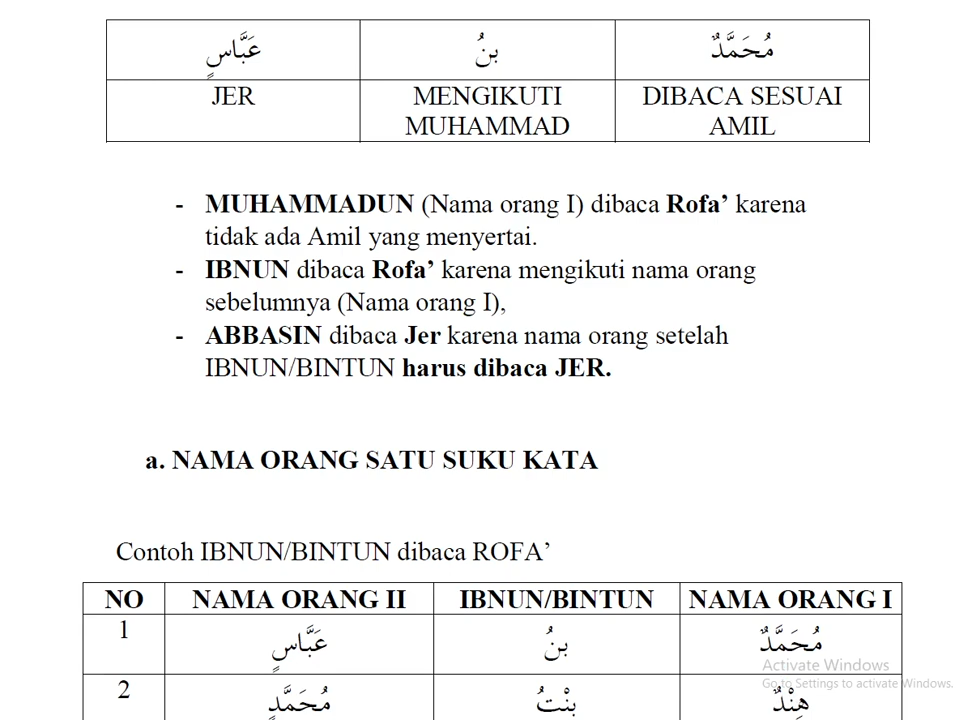 عَبَّاسٍ بنُ مُحَمَّدٌ
JER MENGIKUTI MUHAMMAD DIBACA SESUAI AMIL
- MUHAMMADUN (Nama orang I) dibaca Rofa’ karena
tidak ada Amil yang menyertai.
- IBNUN dibaca Rofa’ karena mengikuti nama orang
sebelumnya (Nama orang I),
- ABBASIN dibaca Jer karena nama orang setelah
IBNUN/BINTUN harus dibaca JER.
a. NAMA ORANG SATU SUKU KATA
Contoh IBNUN/BINTUN dibaca ROFA’
NO NAMA ORANG II IBNUN/BINTUN NAMA ORANG I
1 عَبَّاسٍ بنُ مُحَمَّدٌ
2 مُحَمَّدٍ بنْتُ هِنْدٌ
Activate Windows
Go to Settings to activate Windows.